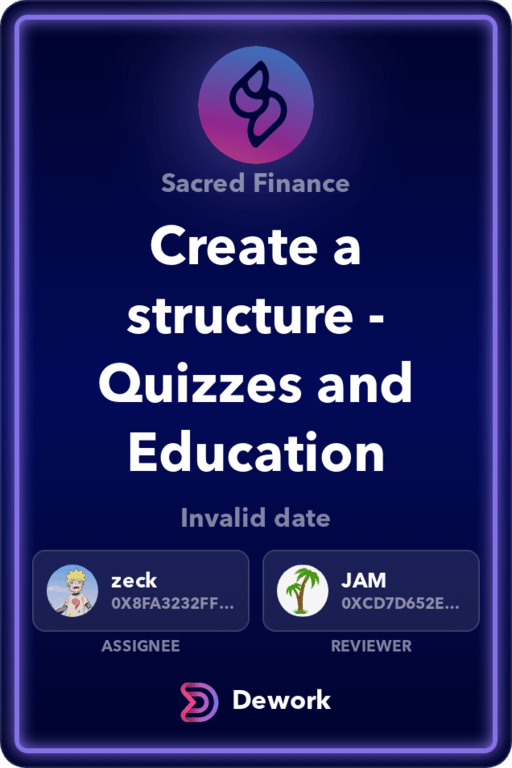 Sacred Finance
Create a
structure -
Quizzes and
Education
Invalid date
zeck
0X8FA3232FF...
JAM
0XCD7D652E...
ASSIGNEE
REVIEWER
Dework